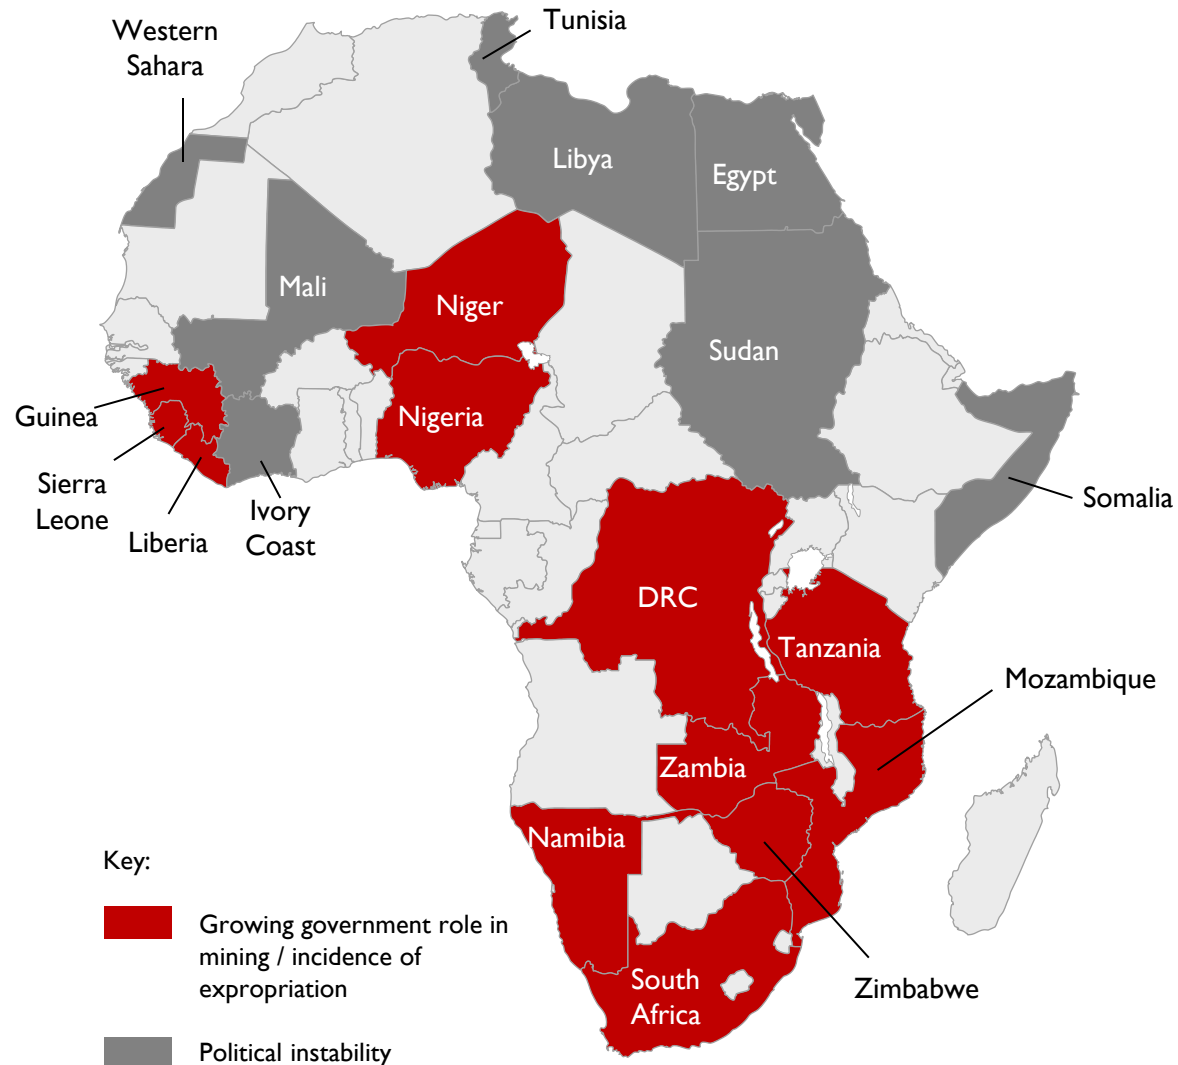 Tunisia
Western
Sahara
Libya
Egypt
Mali
Niger
Sudan
Guinea
Nigeria
Sierra
Leone
Liberia
Ivory
Coast
Somalia
DRC
Tanzania
Mozambique
Zambia
Namibia
Key:
Growing government role in
mining / incidence of
expropriation
South
Africa
Zimbabwe
Political instability